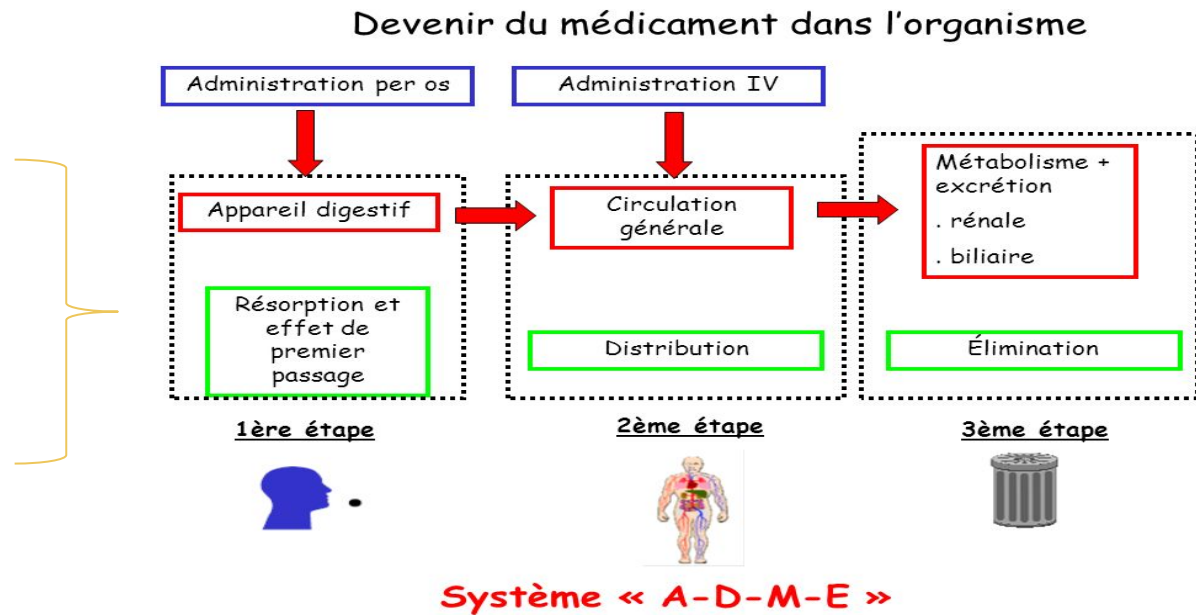 Devenir du médicament dans l'organisme
Administration per os
Administration IV
Appareil digestif
Circulation
générale
Métabolisme +
excrétion
. rénale
. biliaire
Résorption et
effet de
premier
passage
Distribution
Élimination
1ère étape
2ème étape
3ème étape
Système « A-D-M-E »